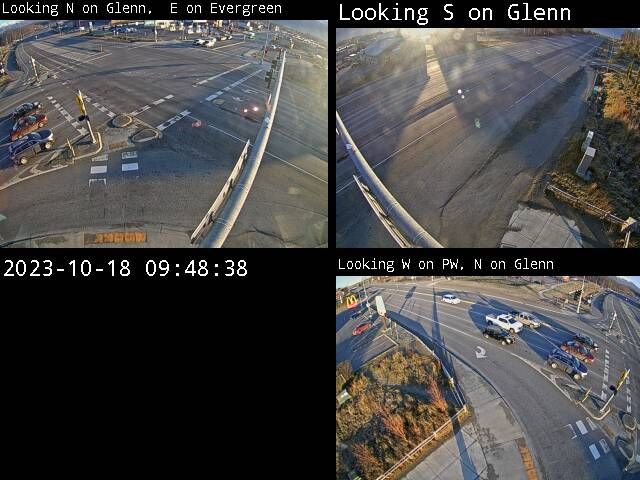 Looking N on Glenn,  E on Evergreen
Looking S on Glenn
2023-10-18 09:48:38
Looking W on PW, N on Glenn